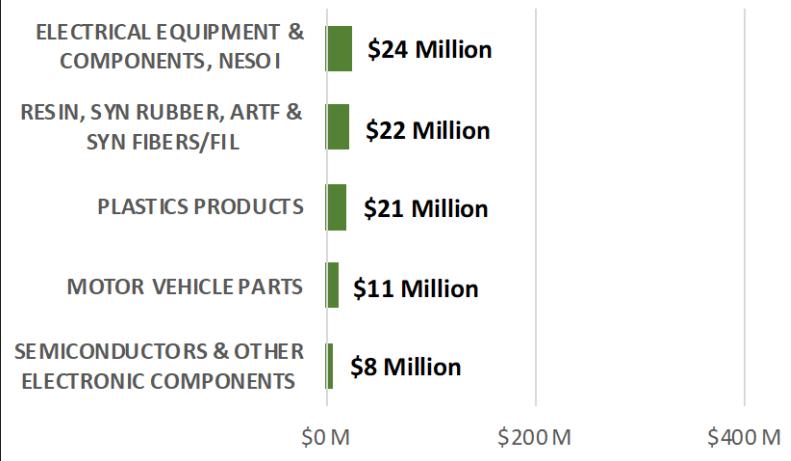 ELECTRICAL EQUIPMENT &
COMPONENTS, NESOI
$24 Million
RESIN, SYN RUBBER, ARTF &
SYN FIBERS/FIL
$22 Million
PLASTICS PRODUCTS
$21 Million
MOTOR VEHICLE PARTS
$11 Million
SEMICONDUCTORS & OTHER
ELECTRONIC COMPONENTS
$8 Million
$0 M
$200 M
$400 M